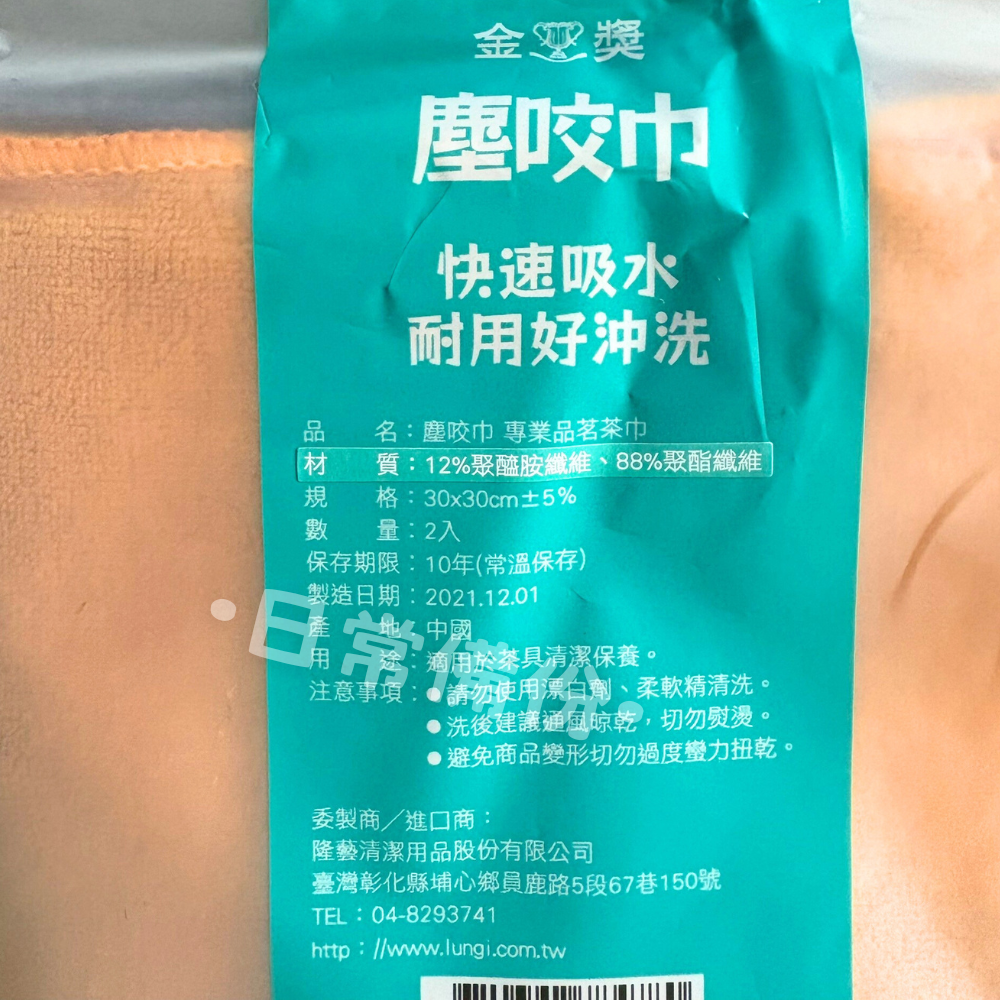 金獎
塵咬巾
快速吸水
耐用好沖洗
品名：塵咬巾 專業品茗茶巾
材質：12%聚醯胺纖維、88%聚酯纖維
規格：30x30cm±5%
數量：2入
保存期限：10年(常溫保存)
製造日期：2021.12.01
產地：中國
用途：適用於茶具清潔保養。
注意事項：●請勿使用漂白劑、柔軟精清洗。
●洗後建議通風晾乾，切勿熨燙。
●避免商品變形切勿過度蠻力扭乾。
•日常備份•
委製商／進口商：
隆藝清潔用品股份有限公司
臺灣彰化縣埔心鄉員鹿路5段67巷150號
TEL：04-8293741
http：//www.lungi.com.tw